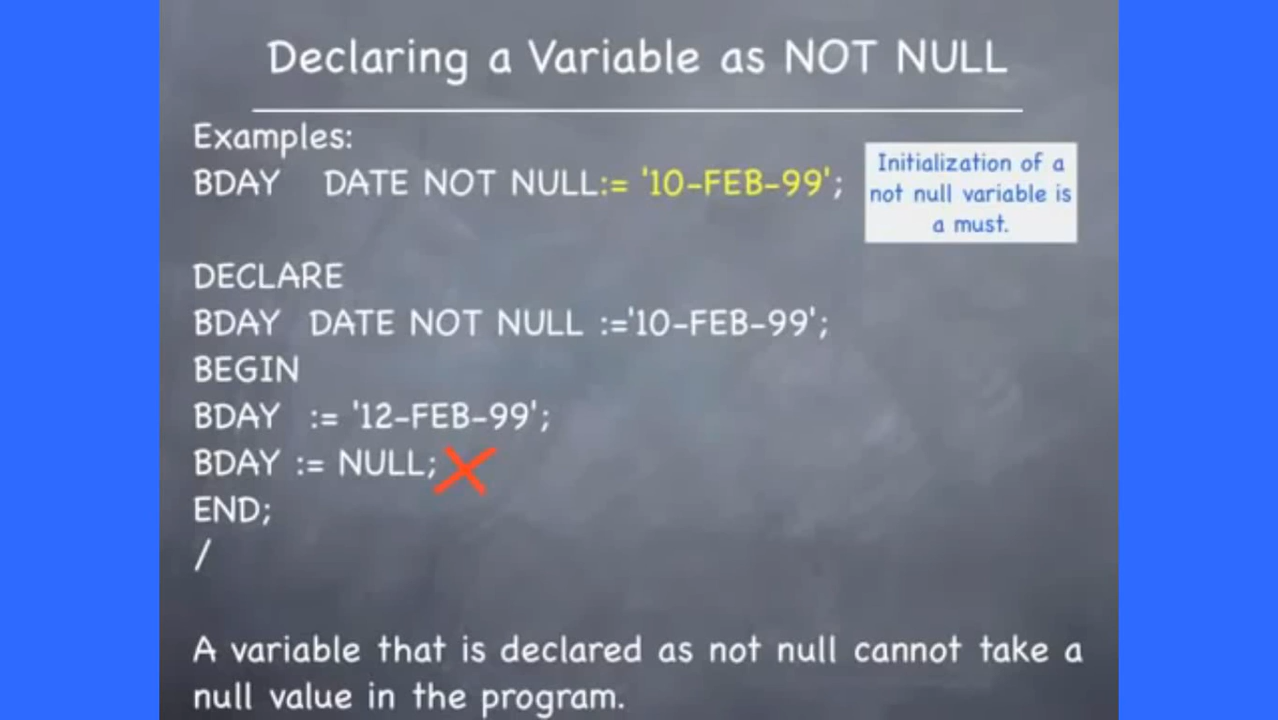 Declaring a Variable as NOT NULL
Examples:
BDAY DATE NOT NULL:= '10-FEB-99';
Initialization of a
not null variable is
a must.
DECLARE
BDAY DATE NOT NULL :='10-FEB-99';
BEGIN
BDAY := '12-FEB-99';
BDAY := NULL;
END;
/
A variable that is declared as not null cannot take a
null value in the program.